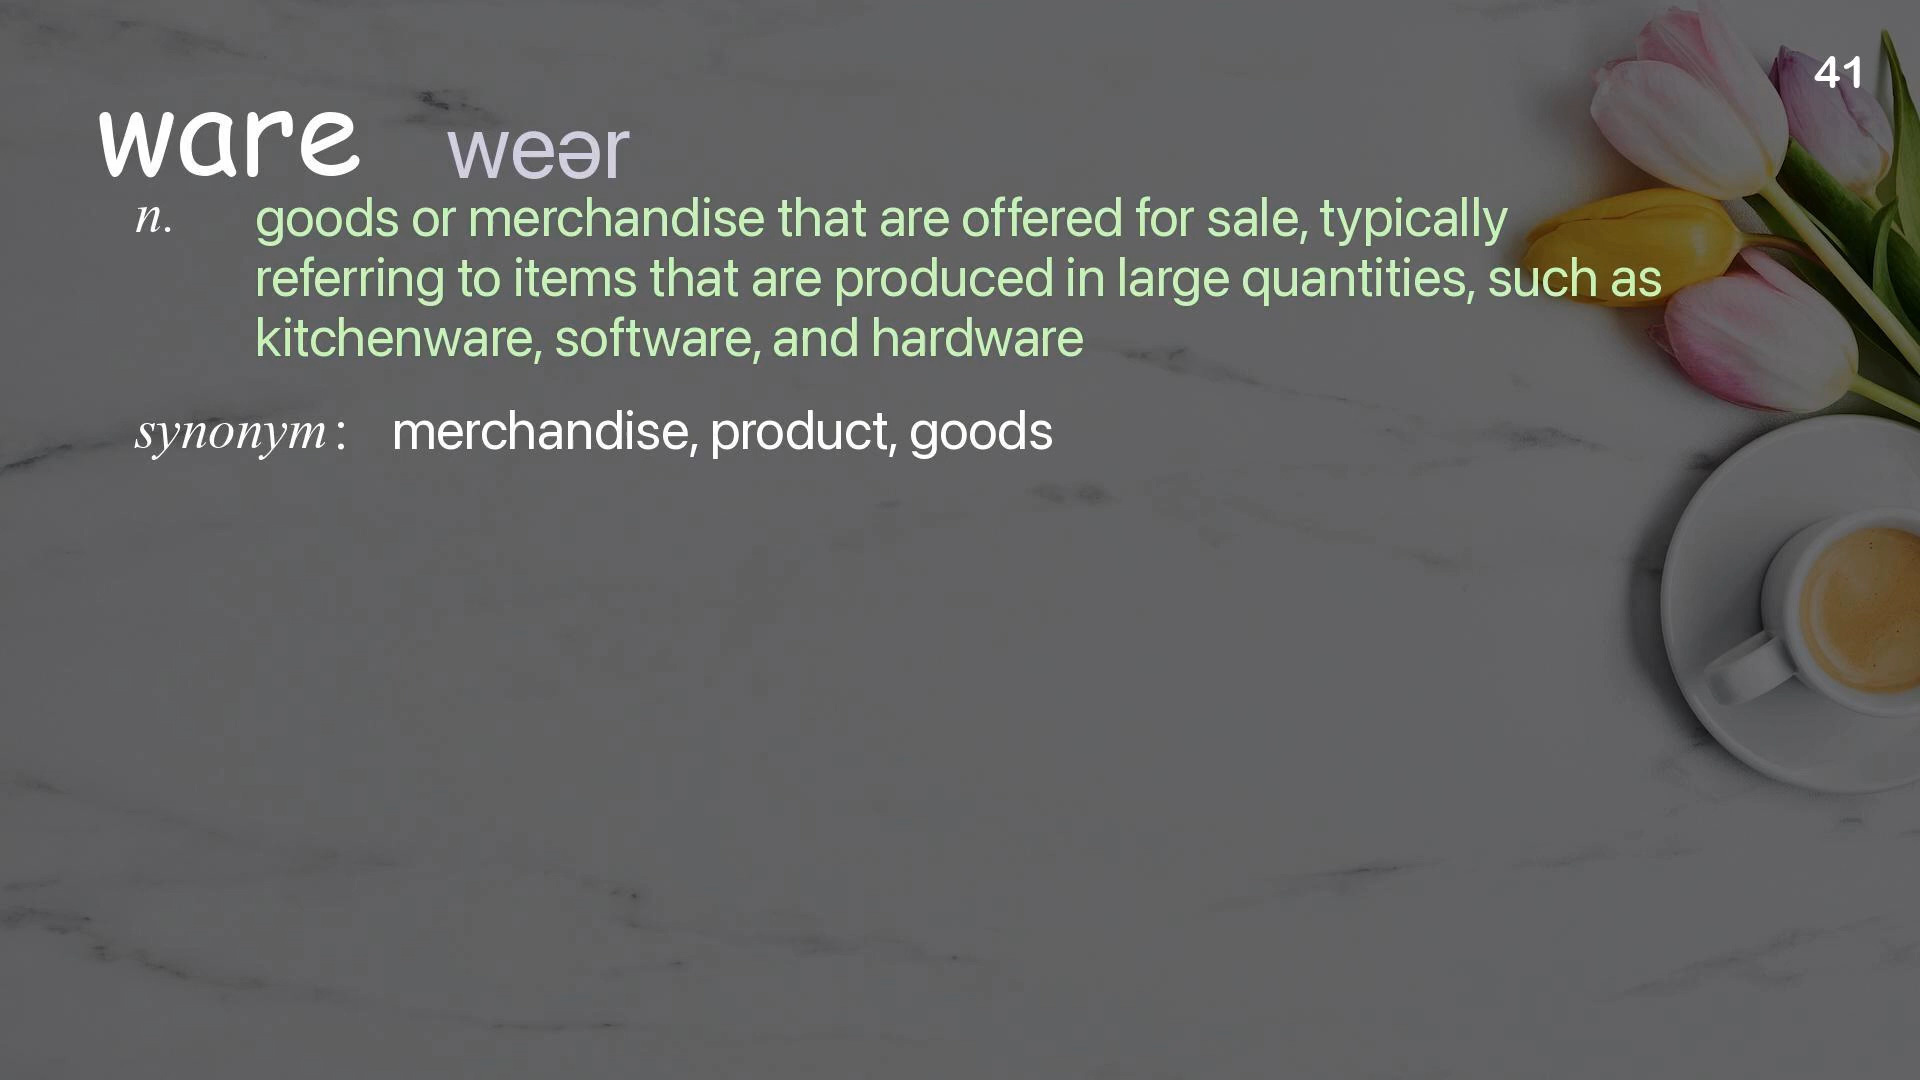 41
ware weər
n. goods or merchandise that are offered for sale, typically
referring to items that are produced in large quantities, such as
kitchenware, software, and hardware
synonym: merchandise, product, goods